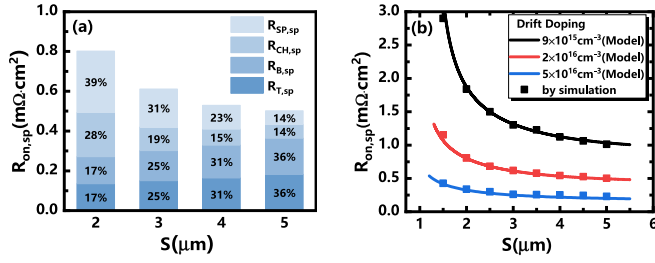 (a)
R_SP,sp
R_CH,sp
R_B,sp
R_T,sp
R_on,sp(mΩ·cm²)
1.0
0.8
0.6
0.4
0.2
0.0
39%
28%
17%
17%
31%
19%
25%
25%
23%
15%
31%
31%
14%
14%
36%
36%
2 3 4 5
S(μm)
(b)
Drift Doping
9×10¹⁵cm⁻³(Model)
2×10¹⁶cm⁻³(Model)
5×10¹⁶cm⁻³(Model)
by simulation
R_on,sp(mΩ·cm²)
3.0
2.5
2.0
1.5
1.0
0.5
0.0
1 2 3 4 5 6
S(μm)